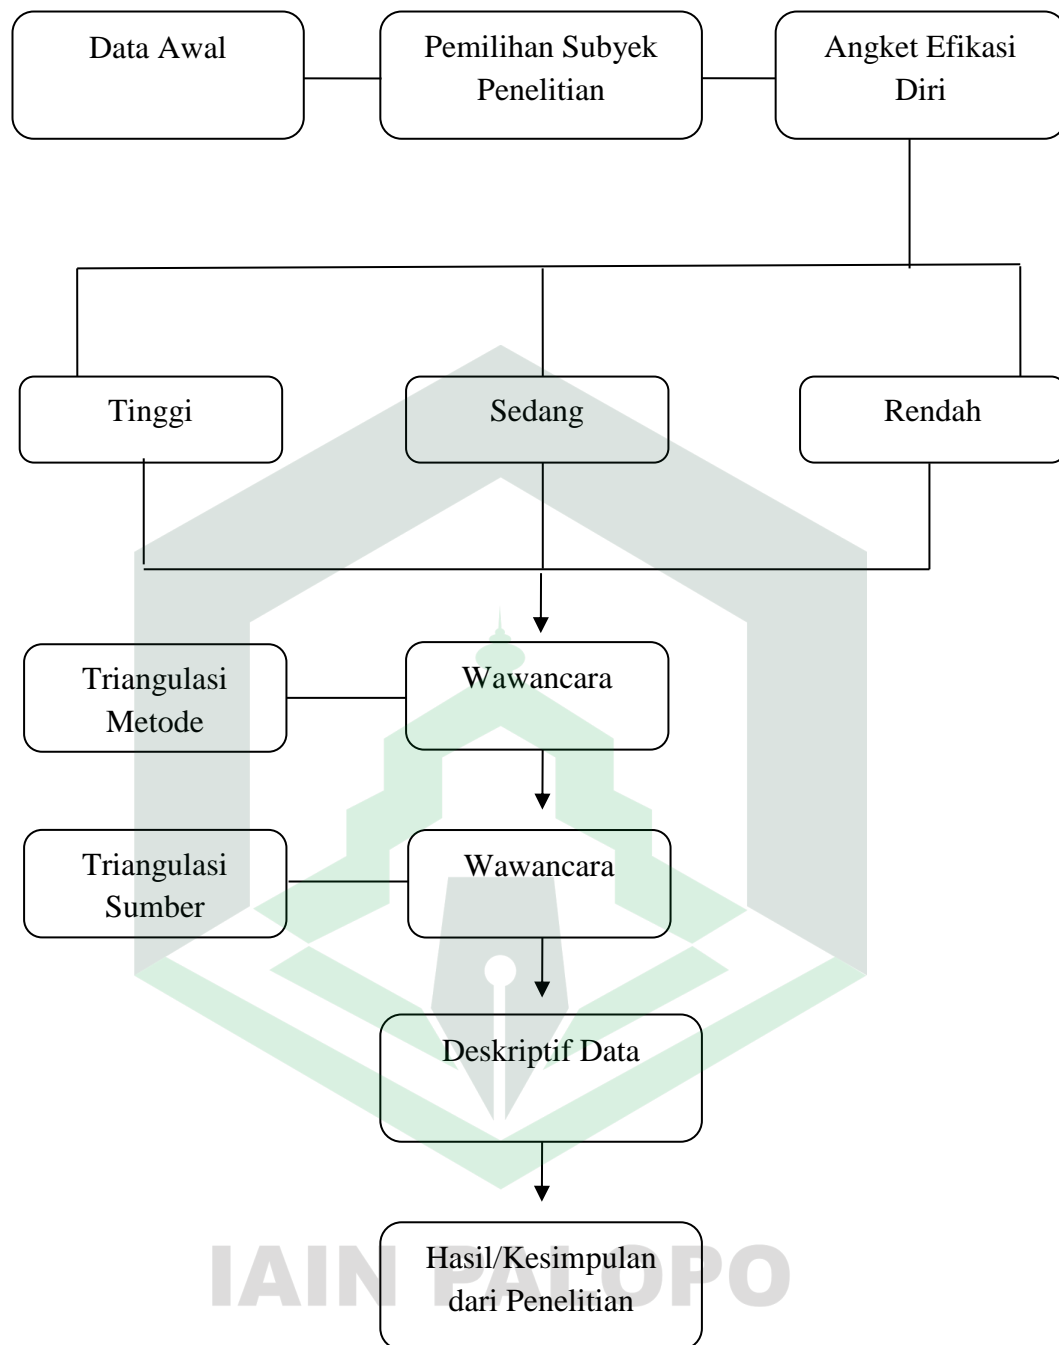 Data Awal
Pemilihan Subyek
Penelitian
Angket Efikasi
Diri
Tinggi
Sedang
Rendah
Triangulasi
Metode
Wawancara
Triangulasi
Sumber
Wawancara
Deskriptif Data
Hasil/Kesimpulan
dari Penelitian
IAIN PALOPO